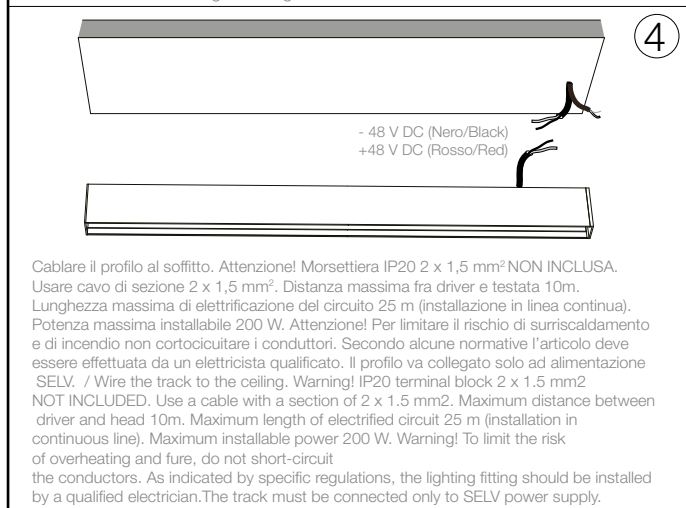 4
- 48 V DC (Nero/Black)
+48 V DC (Rosso/Red)
Cablare il profilo al soffitto. Attenzione! Morsettiera IP20 2 x 1,5 mm² NON INCLUSA.
Usare cavo di sezione 2 x 1,5 mm². Distanza massima fra driver e testata 10m.
Lunghezza massima di elettrificazione del circuito 25 m (installazione in linea continua).
Potenza massima installabile 200 W. Attenzione! Per limitare il rischio di surriscaldamento
e di incendio non cortocicuitare i conduttori. Secondo alcune normative l'articolo deve
essere effettuata da un elettricista qualificato. Il profilo va collegato solo ad alimentazione
SELV. / Wire the track to the ceiling. Warning! IP20 terminal block 2 x 1.5 mm2
NOT INCLUDED. Use a cable with a section of 2 x 1.5 mm2. Maximum distance between
driver and head 10m. Maximum length of electrified circuit 25 m (installation in
continuous line). Maximum installable power 200 W. Warning! To limit the risk
of overheating and fure, do not short-circuit
the conductors. As indicated by specific regulations, the lighting fitting should be installed
by a qualified electrician.The track must be connected only to SELV power supply.